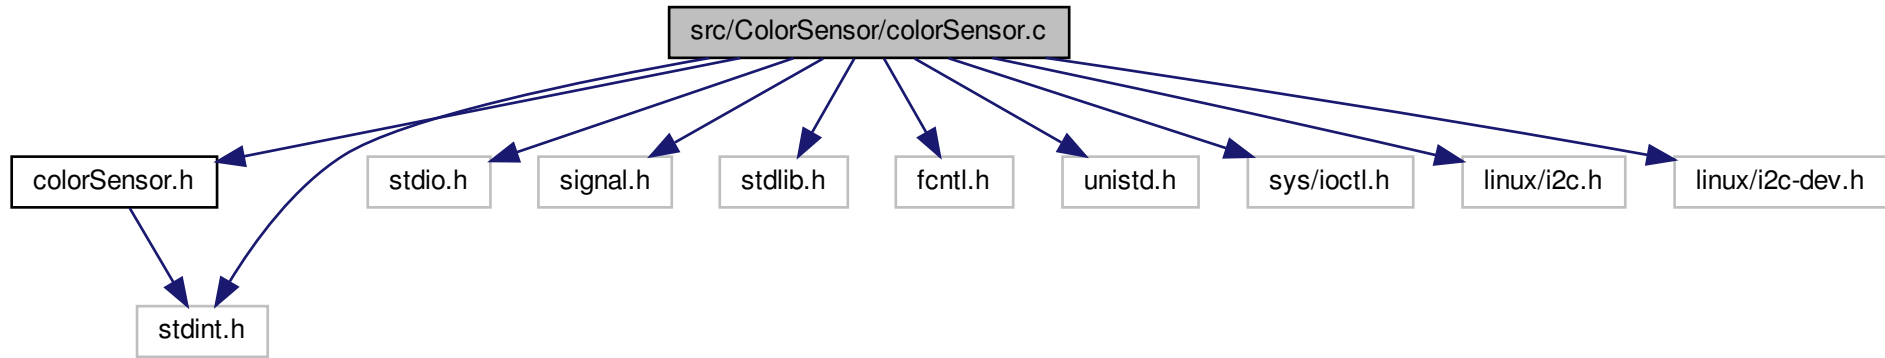 src/ColorSensor/colorSensor.c
colorSensor.h
stdio.h
signal.h
stdlib.h
fcntl.h
unistd.h
sys/ioctl.h
linux/i2c.h
linux/i2c-dev.h
stdint.h